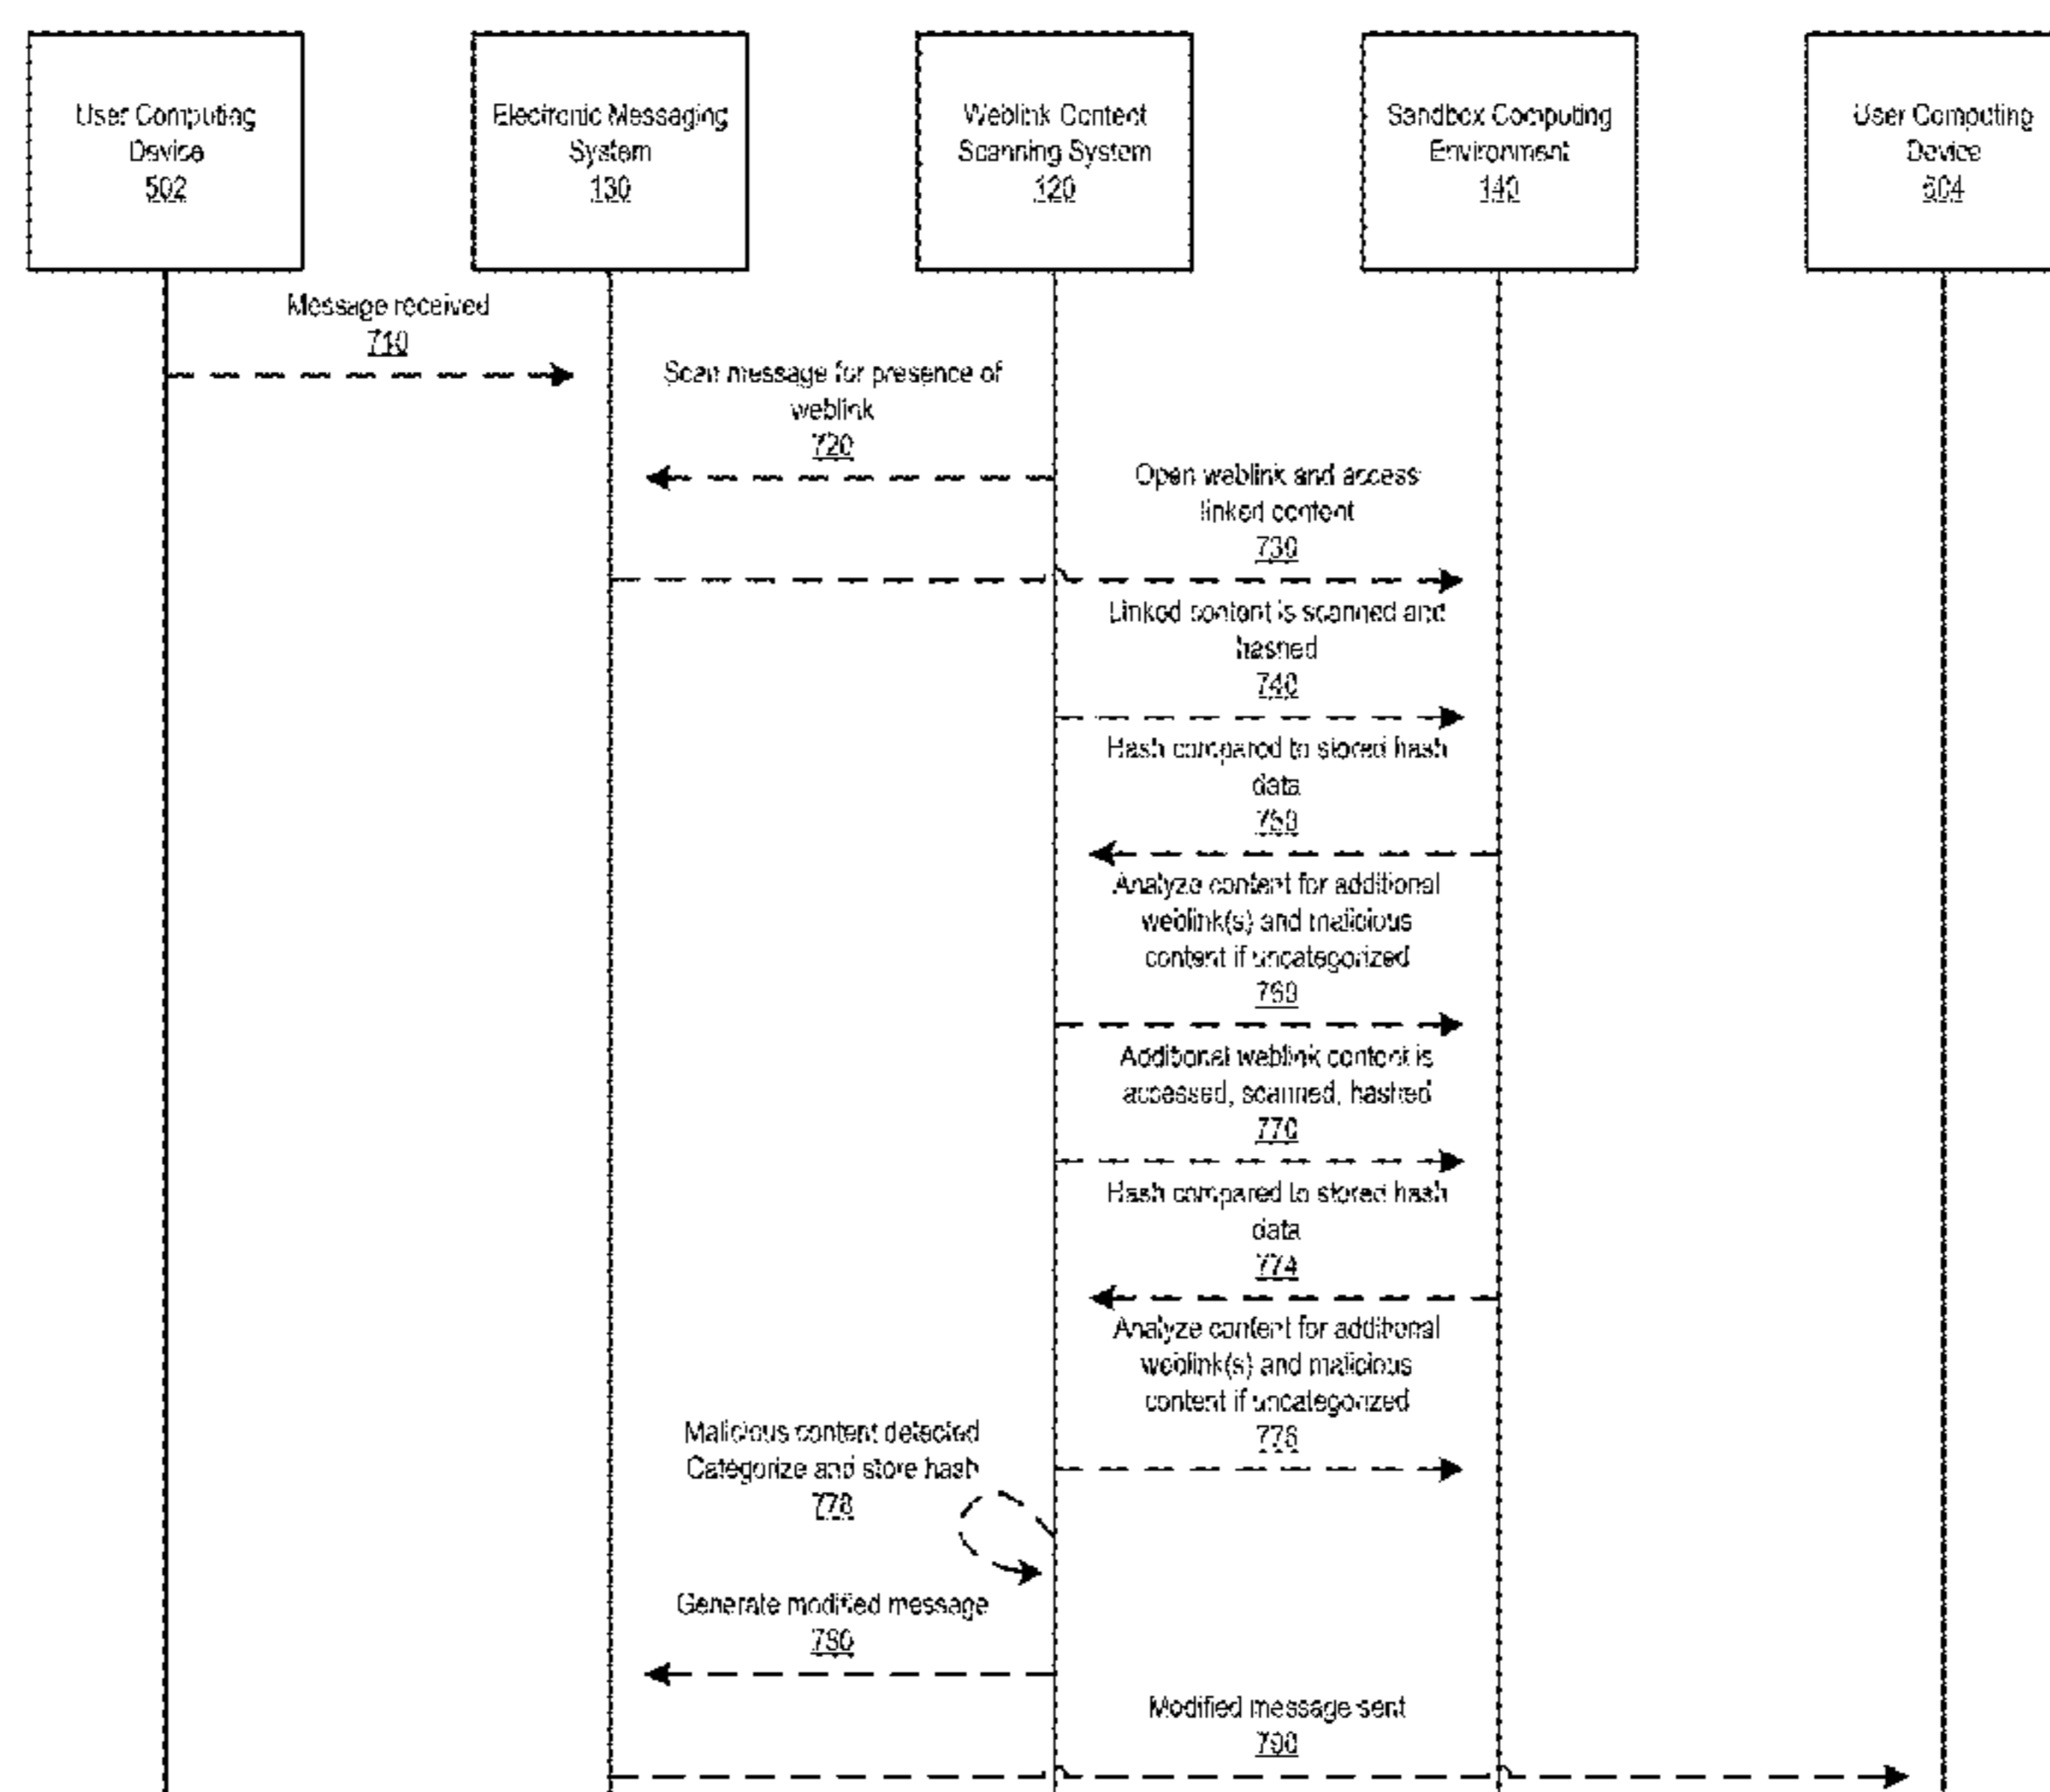 User Computing
Device
502
Electronic Messaging
System
130
Weblink Content
Scanning System
120
Sandbox Computing
Environment
140
User Computing
Device
504
Message received
710
Scan message for presence of
weblink
720
Open weblink and access
linked content
730
Linked content is scanned and
hashed
740
Hash compared to stored hash
data
750
Analyze content for additional
weblink(s) and malicious
content if uncategorized
760
Additional weblink content is
accessed, scanned, hashed
770
Hash compared to stored hash
data
774
Analyze content for additional
weblink(s) and malicious
content if uncategorized
776
Malicious content detected
Categorize and store hash
778
Generate modified message
780
Modified message sent
790